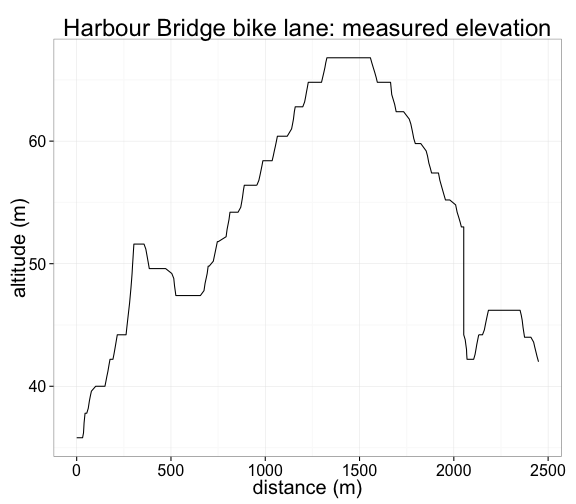 Harbour Bridge bike lane: measured elevation
altitude (m)
60
50
40
0 500 1000 1500 2000 2500
distance (m)